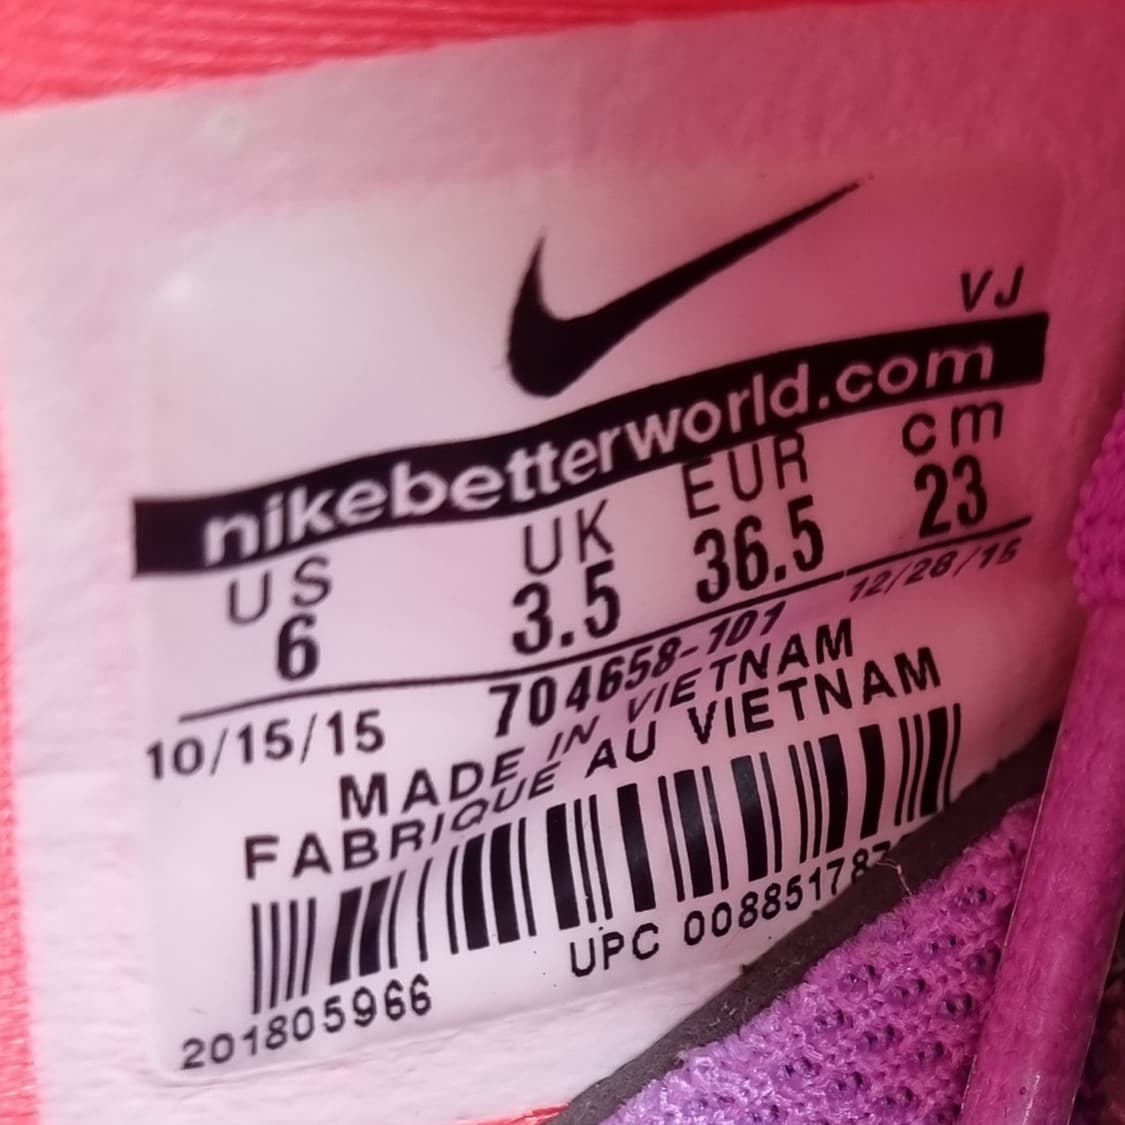 VJ
nikebetterworld.com
US UK EUR cm
6 3.5 36.5 23
10/15/15 704658-101 12/28/15
MADE IN VIETNAM
FABRIQUE AU VIETNAM
201805966 UPC 008851787